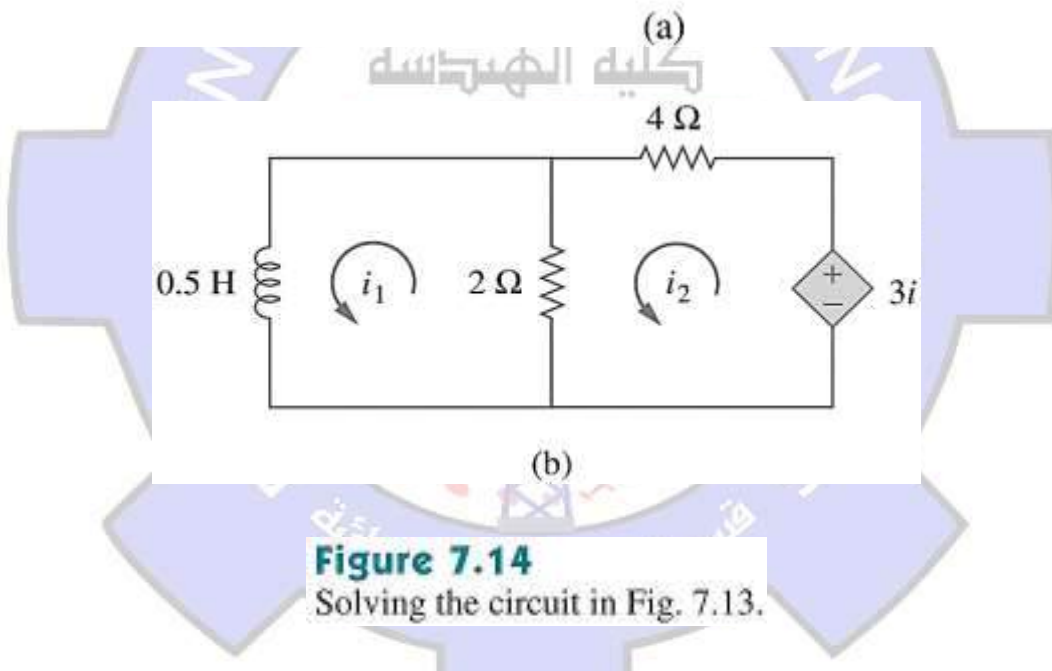 (a)
كلية الهندسة
4 Ω
0.5 H
i1
2 Ω
i2
+
−
3i
(b)
Figure 7.14
Solving the circuit in Fig. 7.13.